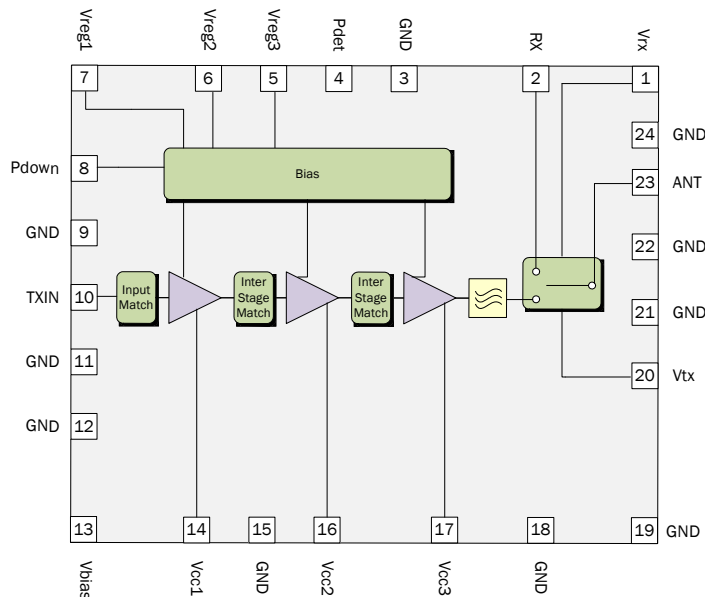 Vreg1
Vreg2
Vreg3
Pdet
GND
RX
Vrx
7
6
5
4
3
2
1
24 GND
Pdown 8
Bias
23 ANT
GND 9
22 GND
TXIN 10
Input
Match
Inter
Stage
Match
Inter
Stage
Match
21 GND
GND 11
20 Vtx
GND 12
13
14
15
16
17
18
19 GND
Vbias
Vcc1
GND
Vcc2
Vcc3
GND